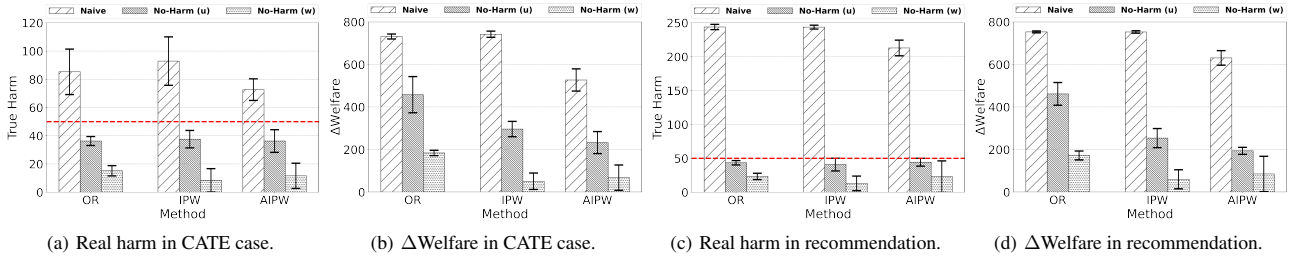 Naive No-Harm (u) No-Harm (w)
120
100
80
60
40
20
0
True Harm
OR IPW AIPW
Method
(a) Real harm in CATE case.
Naive No-Harm (u) No-Harm (w)
800
600
400
200
0
ΔWelfare
OR IPW AIPW
Method
(b) ΔWelfare in CATE case.
Naive No-Harm (u) No-Harm (w)
250
200
150
100
50
0
True Harm
OR IPW AIPW
Method
(c) Real harm in recommendation.
Naive No-Harm (u) No-Harm (w)
800
600
400
200
0
ΔWelfare
OR IPW AIPW
Method
(d) ΔWelfare in recommendation.